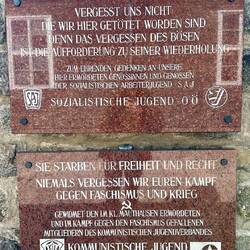 VERGESST UNS NICHT
DIE WIR HIER GETÖTET WORDEN SIND
DENN DAS VERGESSEN DES BÖSEN
IST DIE AUFFORDERUNG ZU SEINER WIEDERHOLUNG
ZUM EHRENDEN GEDENKEN AN UNSERE
HIER ERMORDETEN GENOSSINNEN UND GENOSSEN
DER SOZIALISTISCHEN ARBEITERJUGEND S A J
SOZIALISTISCHE JUGEND OÖ
SIE STARBEN FÜR FREIHEIT UND RECHT
NIEMALS VERGESSEN WIR EUREN KAMPF
GEGEN FASCHISMUS UND KRIEG
GEWIDMET DEN IM KL MAUTHAUSEN ERMORDETEN
UND IM KAMPF GEGEN DEN FASCHISMUS GEFALLENEN
MITGLIEDERN DES KOMMUNISTISCHEN JUGENDVERBANDES
KOMMUNISTISCHE JUGEND